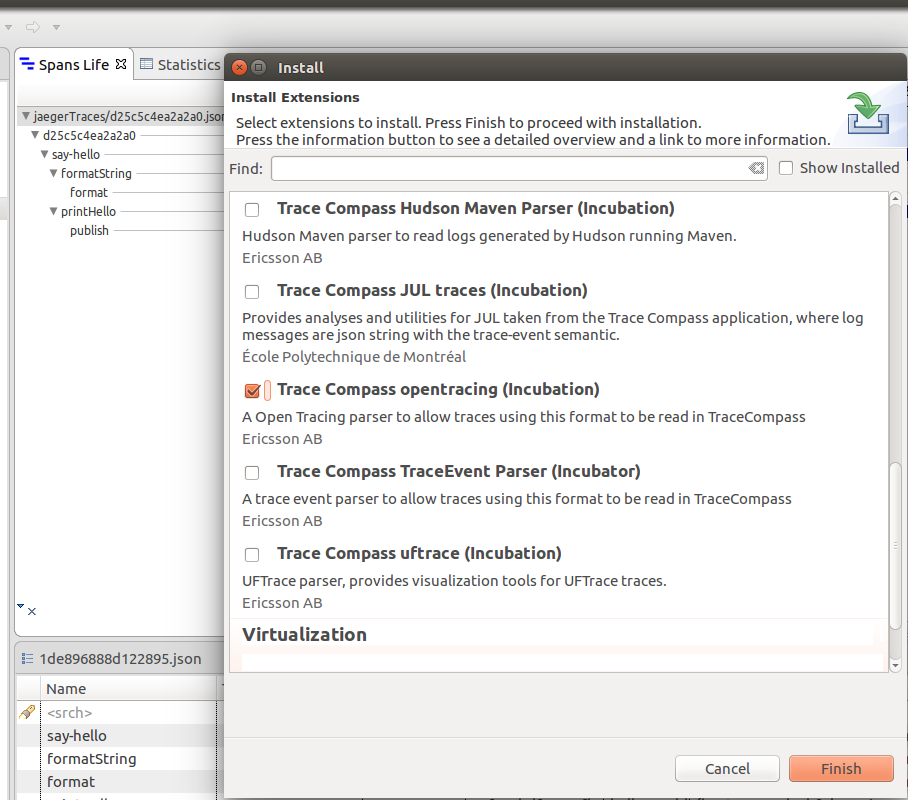 Spans Life
Statistics
jaegerTraces/d25c5c4ea2a2a0.json
d25c5c4ea2a2a0
say-hello
formatString
format
printHello
publish
1de896888d122895.json
Name
<srch>
say-hello
formatString
format
Install
Install Extensions
Select extensions to install. Press Finish to proceed with installation.
Press the information button to see a detailed overview and a link to more information.
Find:
Show Installed
Trace Compass Hudson Maven Parser (Incubation)
Hudson Maven parser to read logs generated by Hudson running Maven.
Ericsson AB
Trace Compass JUL traces (Incubation)
Provides analyses and utilities for JUL taken from the Trace Compass application, where log
messages are json string with the trace-event semantic.
École Polytechnique de Montréal
Trace Compass opentracing (Incubation)
A Open Tracing parser to allow traces using this format to be read in TraceCompass
Ericsson AB
Trace Compass TraceEvent Parser (Incubator)
A trace event parser to allow traces using this format to be read in TraceCompass
Ericsson AB
Trace Compass uftrace (Incubation)
UFTrace parser, provides visualization tools for UFTrace traces.
Ericsson AB
Virtualization
Cancel
Finish